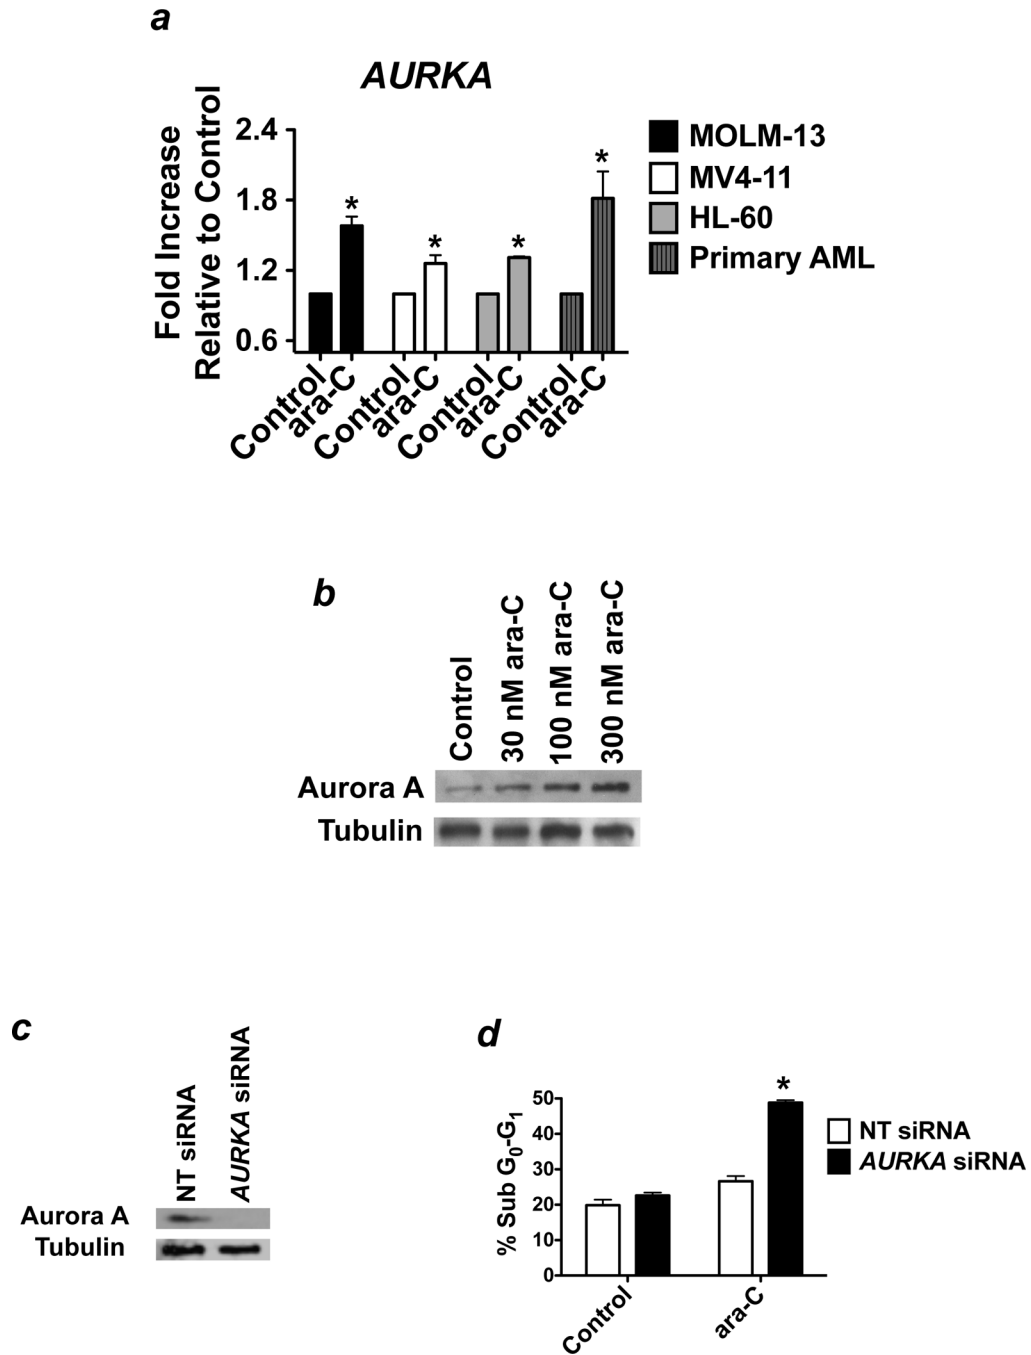 a
AURKA
Fold Increase
Relative to Control
2.4
1.8
1.2
0.6
* * * *
Control ara-C Control ara-C Control ara-C Control ara-C
MOLM-13
MV4-11
HL-60
Primary AML
b
Control
30 nM ara-C
100 nM ara-C
300 nM ara-C
Aurora A
Tubulin
c
NT siRNA
AURKA siRNA
Aurora A
Tubulin
d
% Sub G0-G1
50
40
30
20
10
0
*
Control
ara-C
NT siRNA
AURKA siRNA